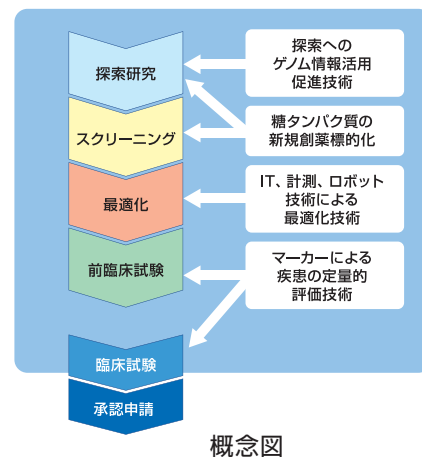 探索研究
探索への
ゲノム情報活用
促進技術
スクリーニング
糖タンパク質の
新規創薬標的化
最適化
IT、計測、ロボット
技術による
最適化技術
前臨床試験
マーカーによる
疾患の定量的
評価技術
臨床試験
承認申請
概念図